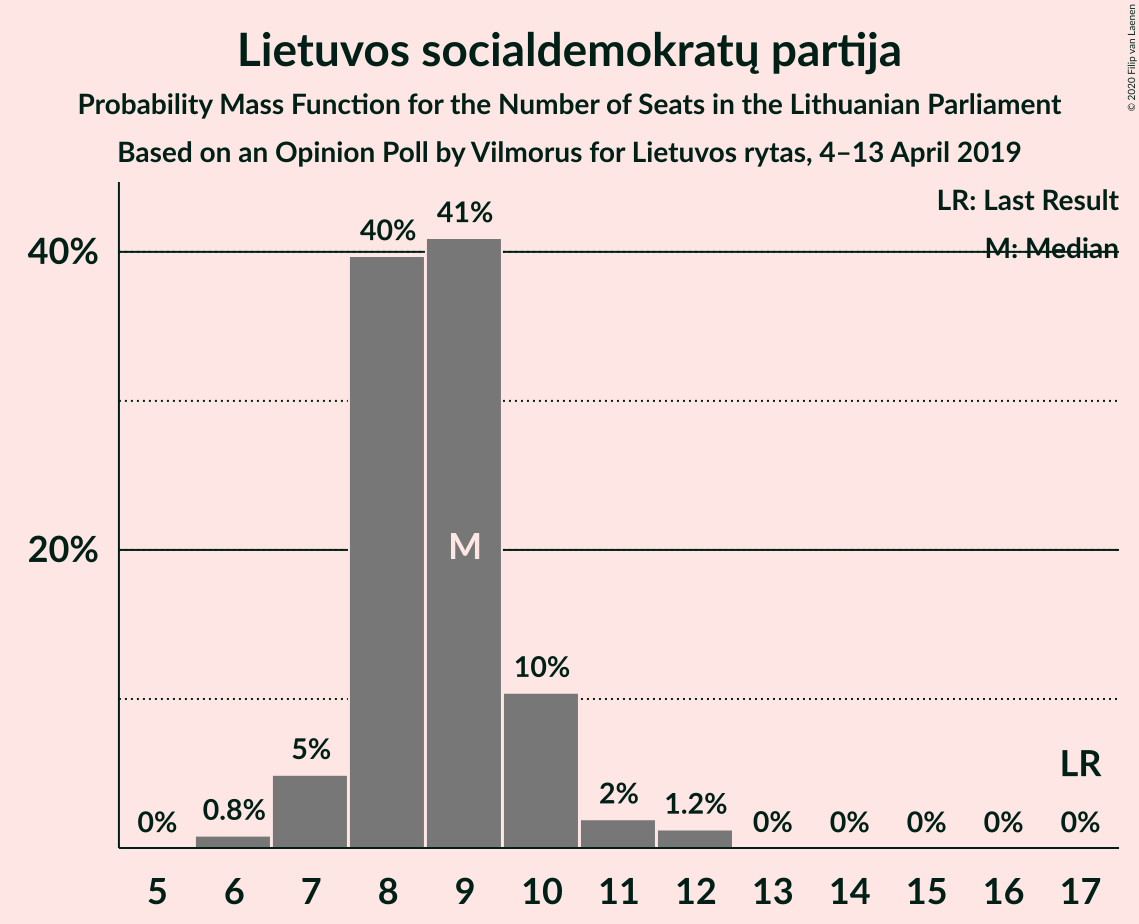 Lietuvos socialdemokratų partija
Probability Mass Function for the Number of Seats in the Lithuanian Parliament
Based on an Opinion Poll by Vilmorus for Lietuvos rytas, 4–13 April 2019
© 2020 Filip van Laenen
LR: Last Result
M: Median
40%
20%
0% 0.8% 5% 40% 41% 10% 2% 1.2% 0% 0% 0% 0% 0%
M
LR
5 6 7 8 9 10 11 12 13 14 15 16 17